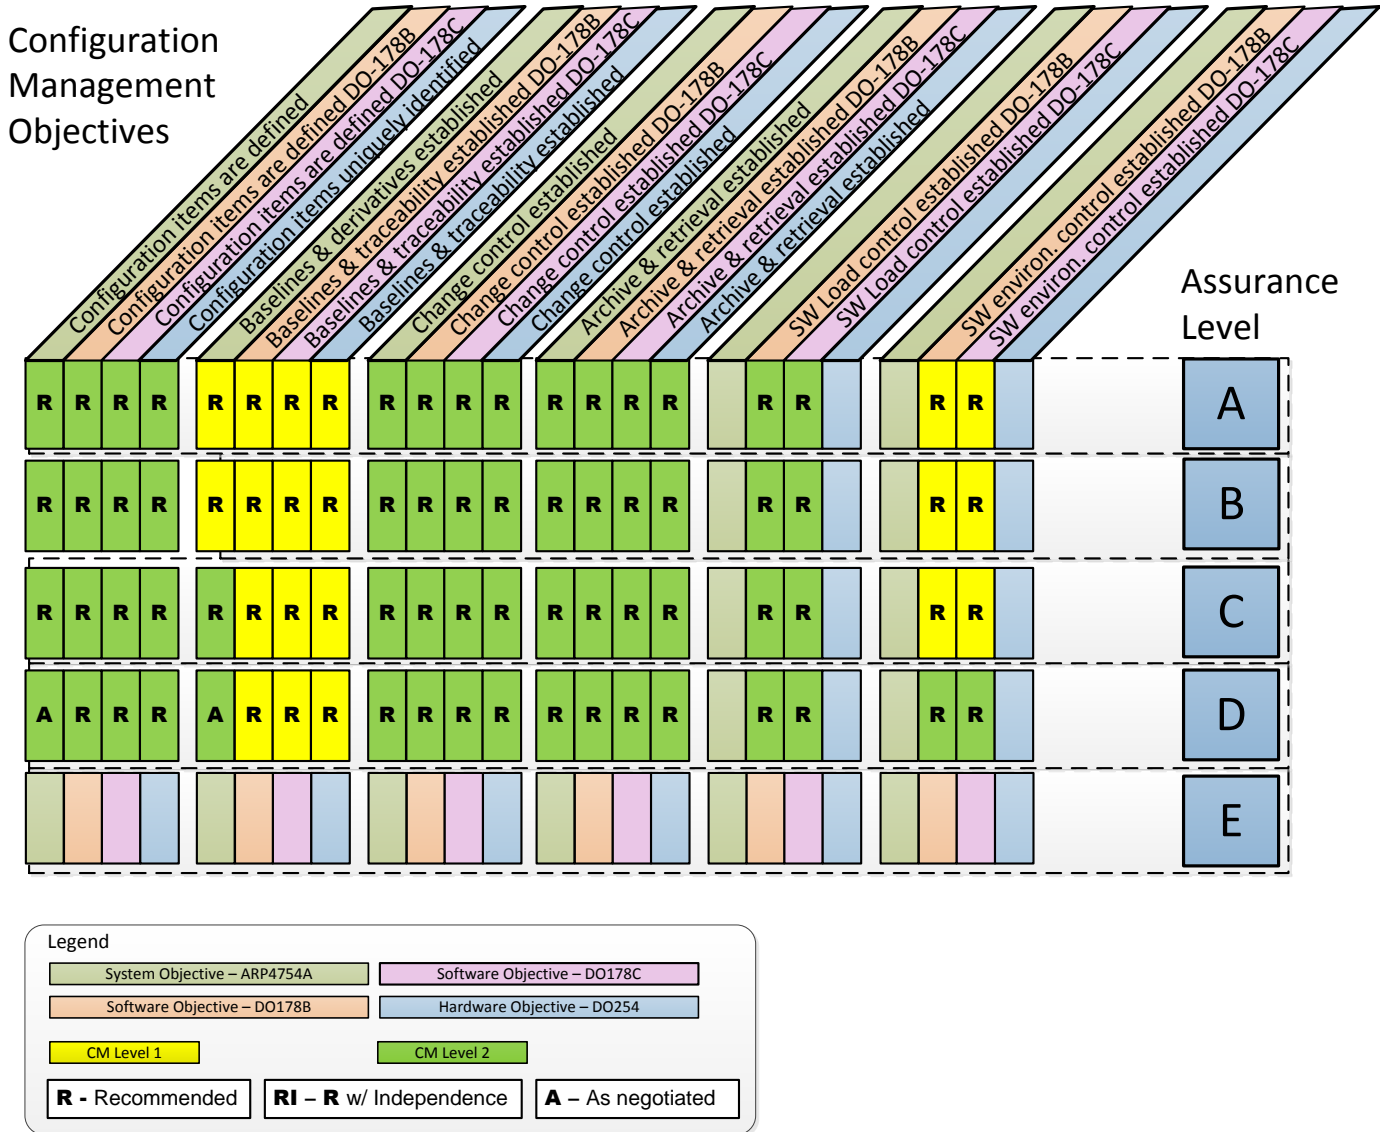 Configuration
Management
Objectives
Configuration items are defined
Configuration items are defined DO-178B
Configuration items are defined DO-178C
Configuration items uniquely identified
Baselines & derivatives established
Baselines & traceability established DO-178B
Baselines & traceability established DO-178C
Baselines & traceability established
Change control established
Change control established DO-178B
Change control established DO-178C
Change control established
Archive & retrieval established
Archive & retrieval established DO-178B
Archive & retrieval established DO-178C
Archive & retrieval established
SW Load control established DO-178B
SW Load control established DO-178C
SW environ. control established DO-178B
SW environ. control established DO-178C
Assurance
Level
R R R R R R R R R R R R R R R R R R R R A
R R R R R R R R R R R R R R R R R R R R B
R R R R R R R R R R R R R R R R R R R R C
A R R R A R R R R R R R R R R R R R R R D
E
Legend
System Objective – ARP4754A
Software Objective – DO178C
Software Objective – DO178B
Hardware Objective – DO254
CM Level 1
CM Level 2
R - Recommended
RI – R w/ Independence
A – As negotiated